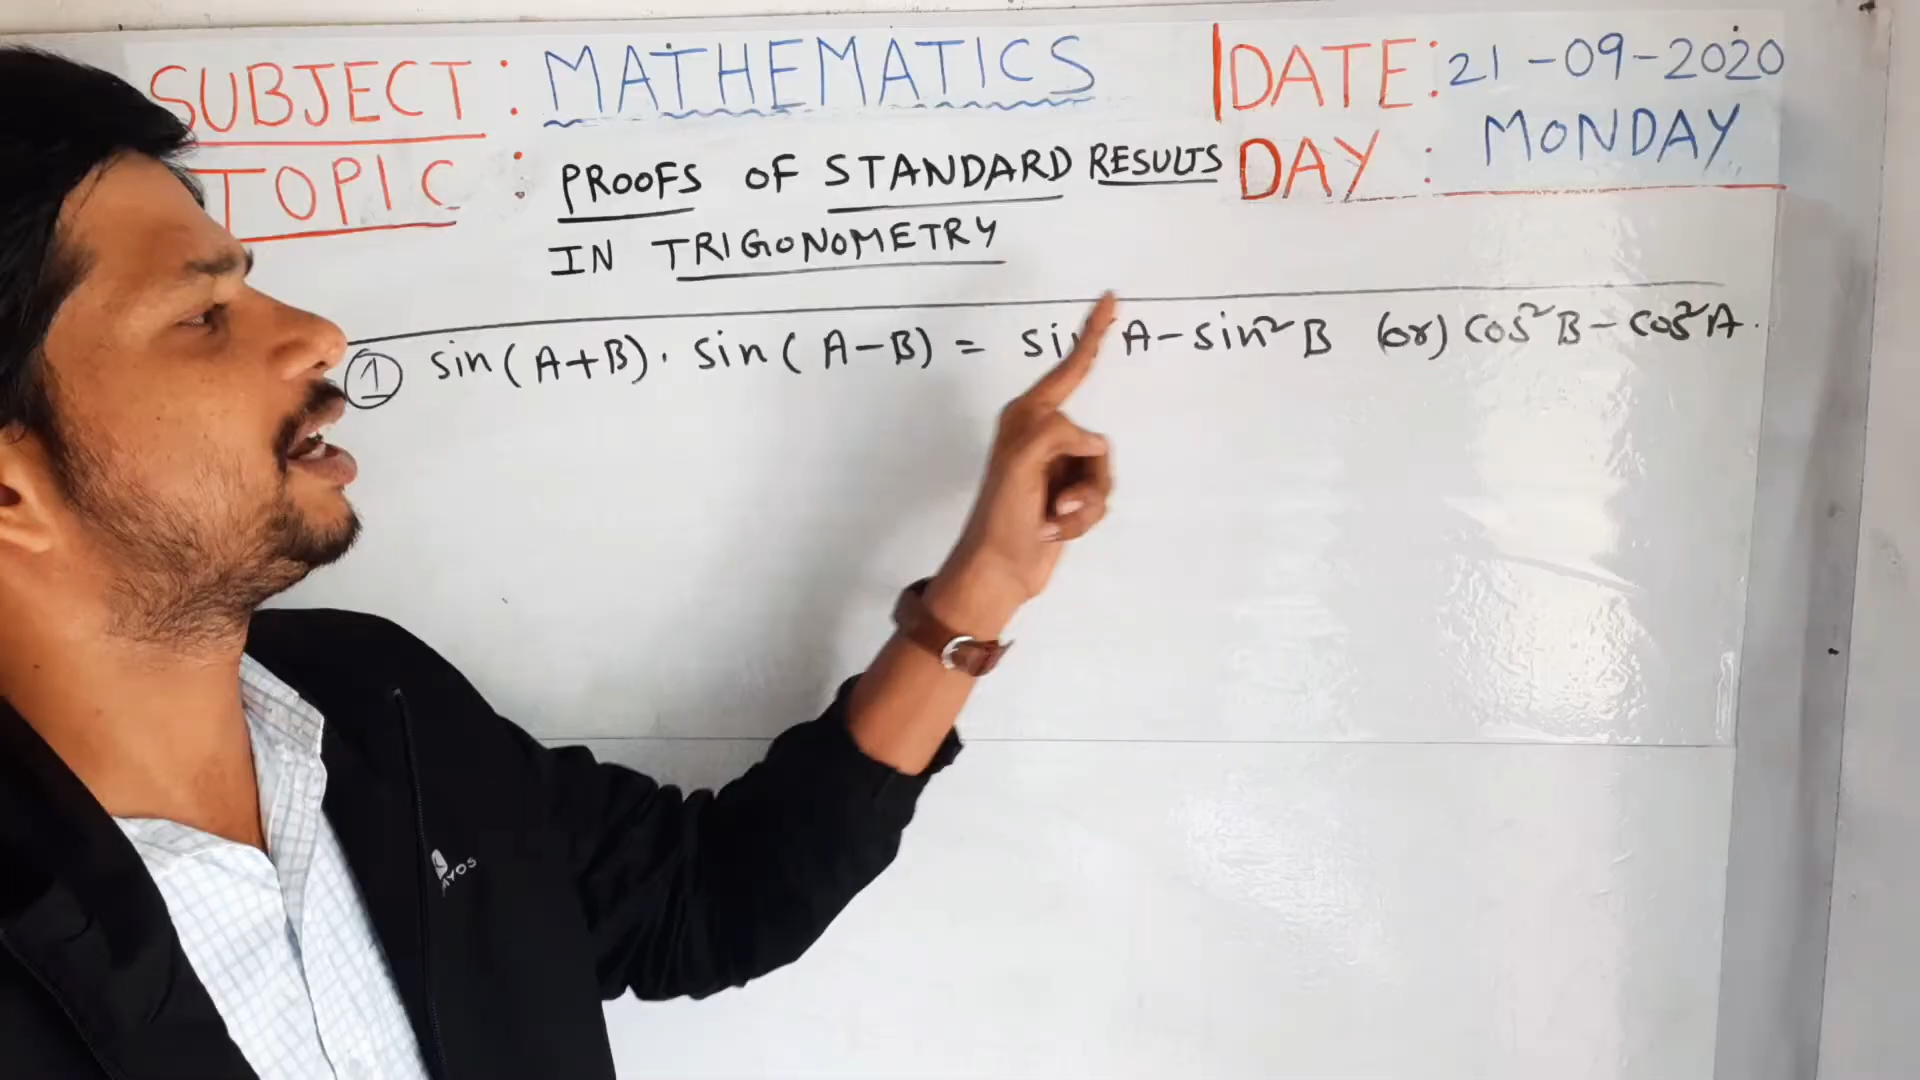 SUBJECT : MATHEMATICS
DATE: 21-09-2020
TOPIC : PROOFS OF STANDARD RESULTS
DAY : MONDAY
IN TRIGONOMETRY
① sin(A+B). sin(A-B) = sin A-sin²B (or) cos²B-cos²A.